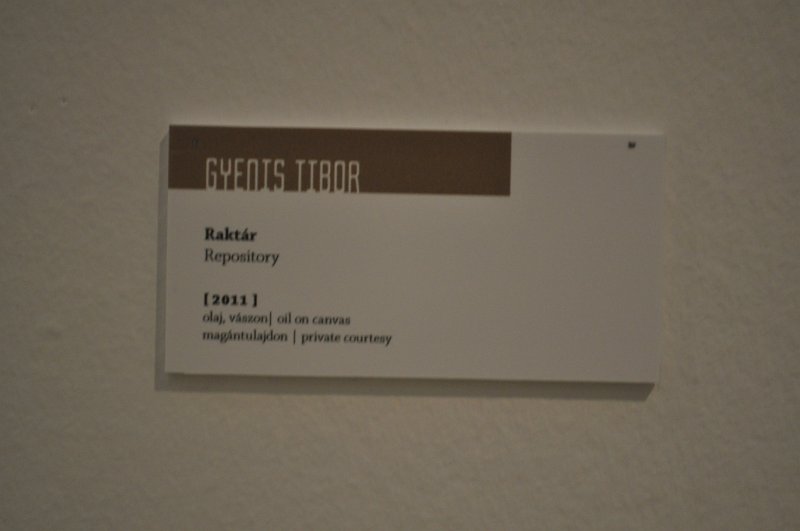 GYENIS TIBOR
Raktár
Repository
[2011]
olaj, vászon| oil on canvas
magántulajdon | private courtesy